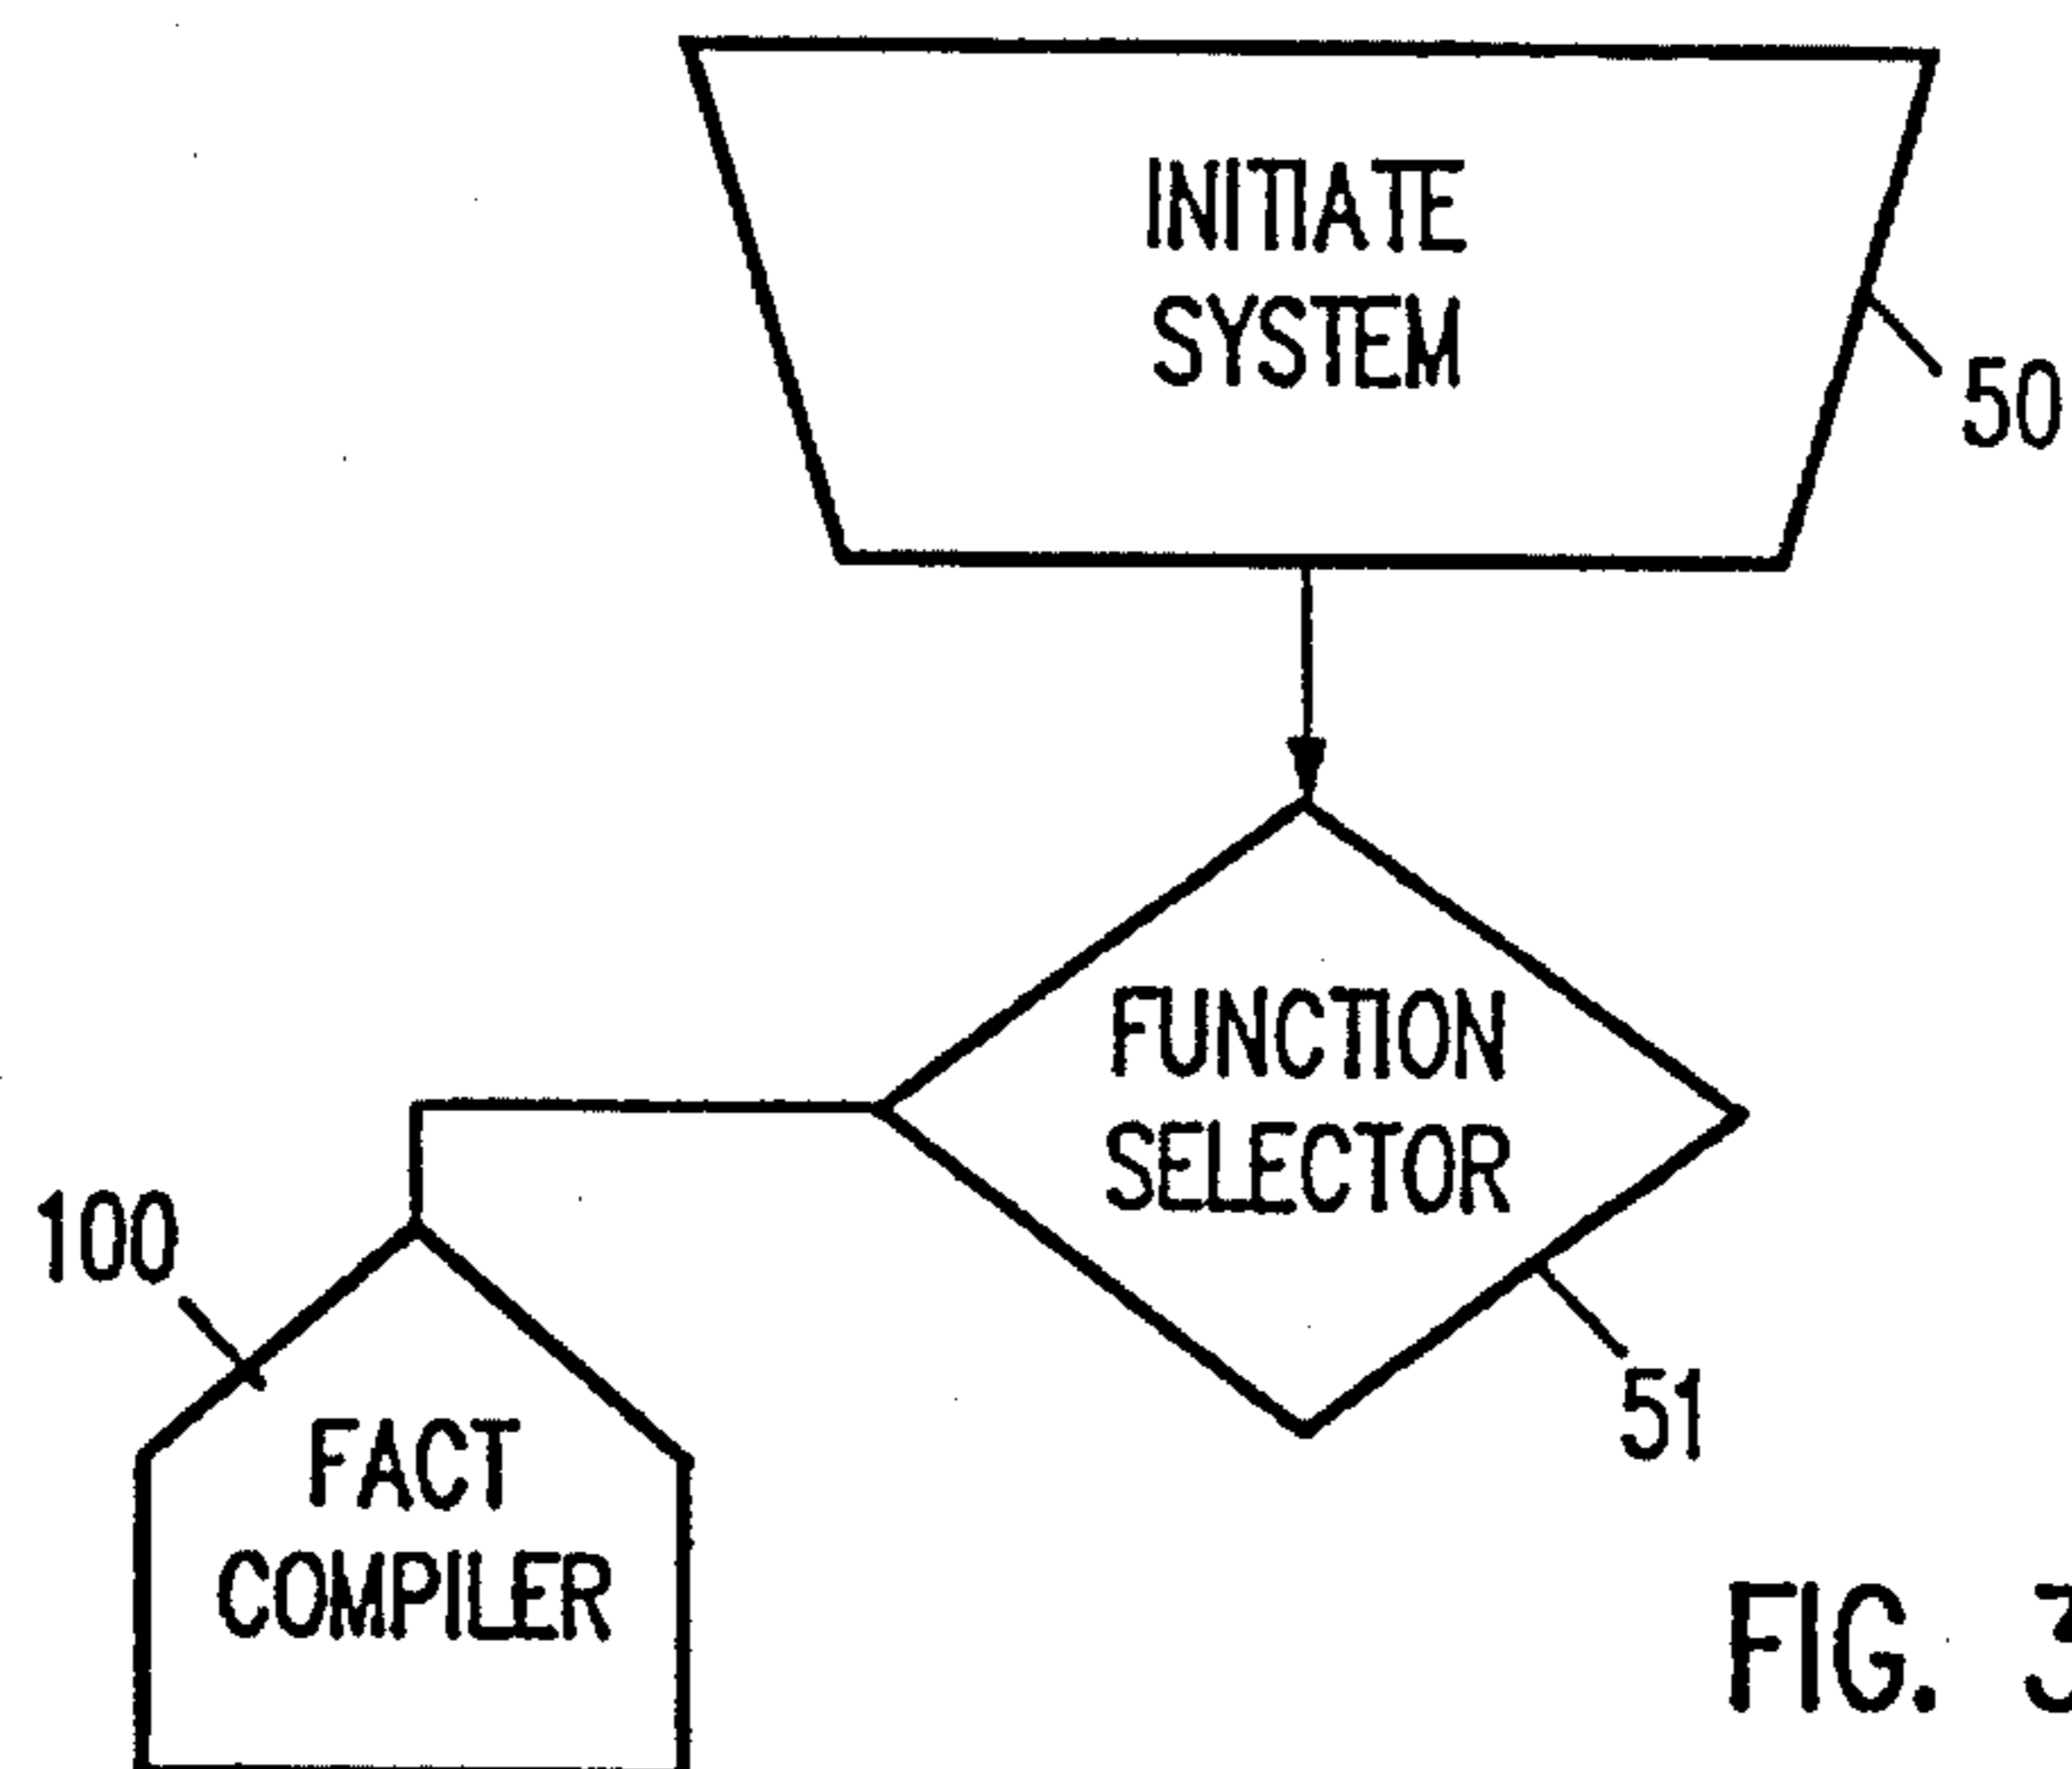 INITIATE
SYSTEM
50
FUNCTION
SELECTOR
100
51
FACT
COMPILER
FIG. 3